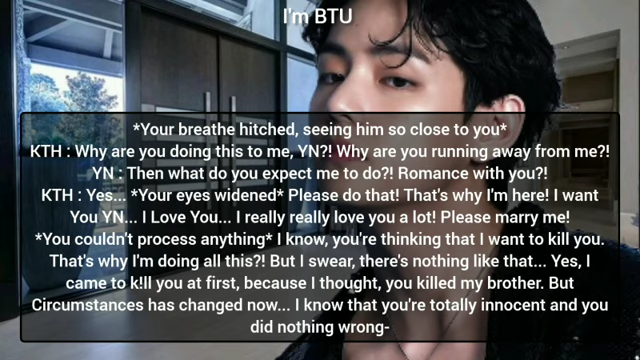 I'm BTU
*Your breathe hitched, seeing him so close to you*
KTH : Why are you doing this to me, YN?! Why are you running away from me?!
YN : Then what do you expect me to do?! Romance with you?!
KTH : Yes... *Your eyes widened* Please do that! That's why I'm here! I want
You YN... I Love You... I really really love you a lot! Please marry me!
*You couldn't process anything* I know, you're thinking that I want to kill you.
That's why I'm doing all this?! But I swear, there's nothing like that... Yes, I
came to k!ll you at first, because I thought, you killed my brother. But
Circumstances has changed now... I know that you're totally innocent and you
did nothing wrong-